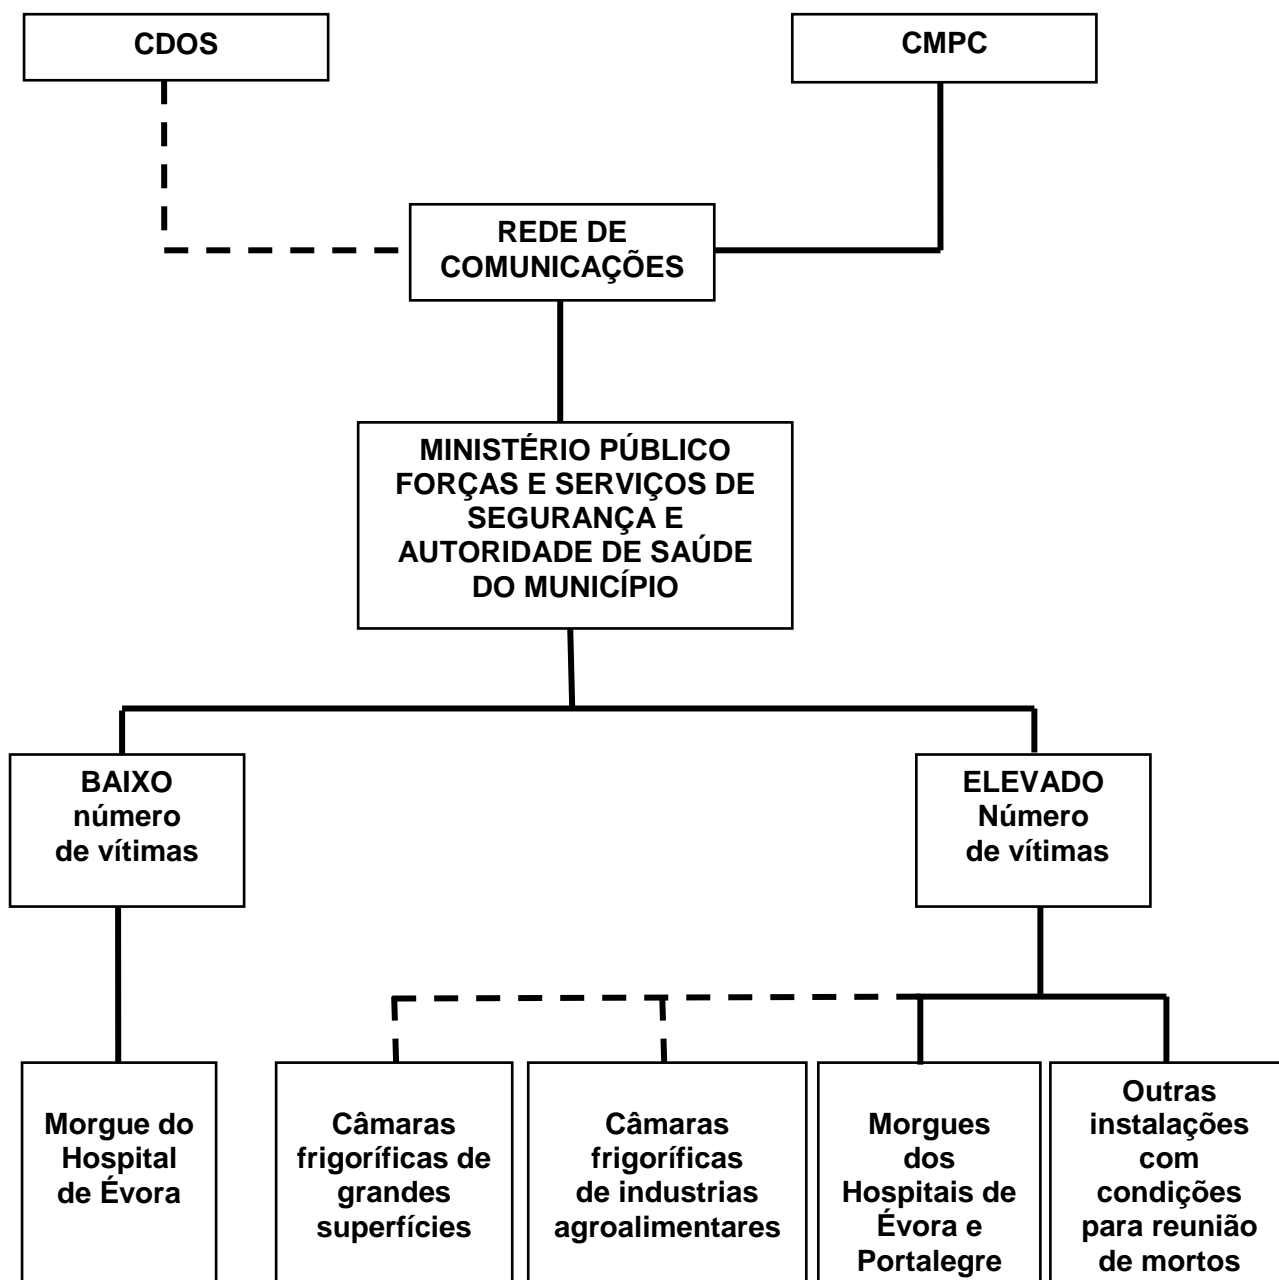 CDOS
CMPC
REDE DE
COMUNICAÇÕES
MINISTÉRIO PÚBLICO
FORÇAS E SERVIÇOS DE
SEGURANÇA E
AUTORIDADE DE SAÚDE
DO MUNICÍPIO
BAIXO
número
de vítimas
ELEVADO
Número
de vítimas
Morgue do
Hospital
de Évora
Câmaras
frigoríficas de
grandes
superfícies
Câmaras
frigoríficas
de industrias
agroalimentares
Morgues
dos
Hospitais de
Évora e
Portalegre
Outras
instalações
com
condições
para reunião
de mortos